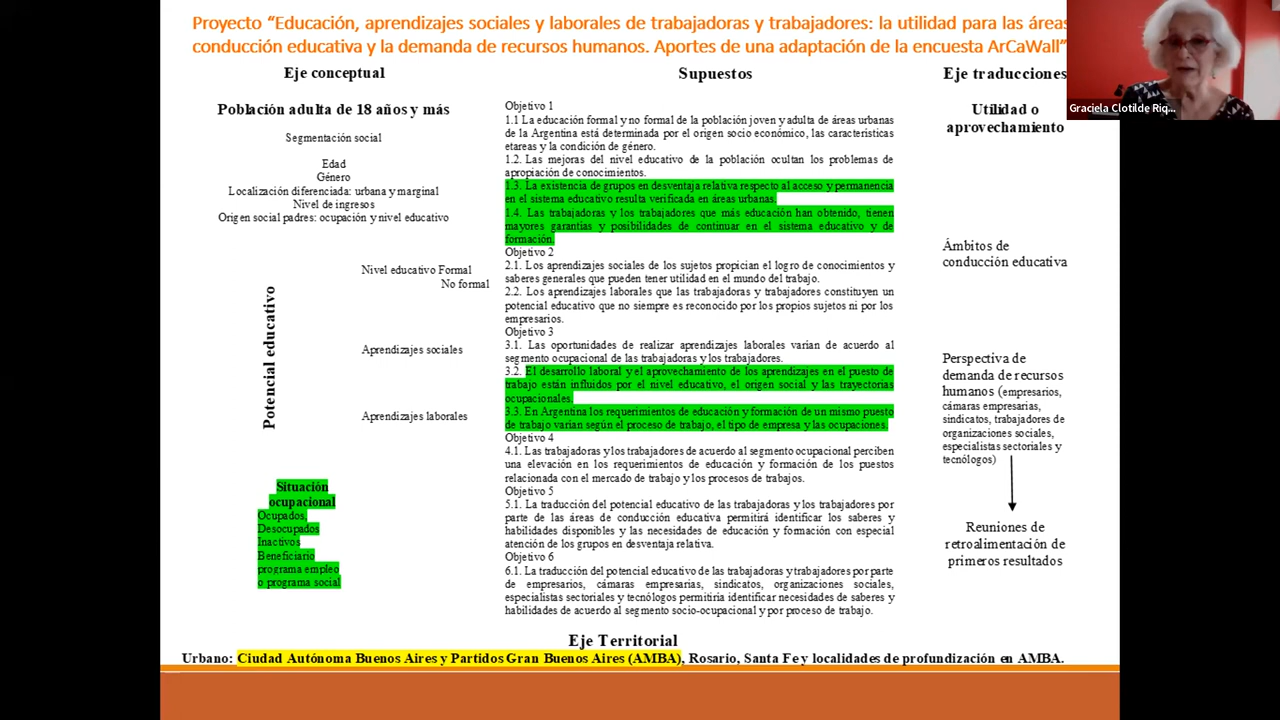 Proyecto “Educación, aprendizajes sociales y laborales de trabajadoras y trabajadores: la utilidad para las áreas
conducción educativa y la demanda de recursos humanos. Aportes de una adaptación de la encuesta ArCaWall”
Graciela Clotilde Riq...
Eje conceptual
Población adulta de 18 años y más
Segmentación social
Edad
Género
Localización diferenciada: urbana y marginal
Nivel de ingresos
Origen social padres: ocupación y nivel educativo
Potencial educativo
Nivel educativo Formal
No formal
Aprendizajes sociales
Aprendizajes laborales
Situación
ocupacional
Ocupados,
Desocupados
Inactivos
Beneficiario
programa empleo
o programa social
Supuestos
Objetivo 1
1.1 La educación formal y no formal de la población joven y adulta de áreas urbanas
de la Argentina está determinada por el origen socio económico, las características
etareas y la condición de género.
1.2. Las mejoras del nivel educativo de la población ocultan los problemas de
apropiación de conocimientos.
1.3. La existencia de grupos en desventaja relativa respecto al acceso y permanencia
en el sistema educativo resulta verificada en áreas urbanas.
1.4. Las trabajadoras y los trabajadores que más educación han obtenido, tienen
mayores garantías y posibilidades de continuar en el sistema educativo y de
formación.
Objetivo 2
2.1. Los aprendizajes sociales de los sujetos propician el logro de conocimientos y
saberes generales que pueden tener utilidad en el mundo del trabajo.
2.2. Los aprendizajes laborales que las trabajadoras y trabajadores constituyen un
potencial educativo que no siempre es reconocido por los propios sujetos ni por los
empresarios.
Objetivo 3
3.1. Las oportunidades de realizar aprendizajes laborales varían de acuerdo al
segmento ocupacional de las trabajadoras y los trabajadores.
3.2. El desarrollo laboral y el aprovechamiento de los aprendizajes en el puesto de
trabajo están influidos por el nivel educativo, el origen social y las trayectorias
ocupacionales.
3.3. En Argentina los requerimientos de educación y formación de un mismo puesto
de trabajo varían según el proceso de trabajo, el tipo de empresa y las ocupaciones.
Objetivo 4
4.1. Las trabajadoras y los trabajadores de acuerdo al segmento ocupacional perciben
una elevación en los requerimientos de educación y formación de los puestos
relacionada con el mercado de trabajo y los procesos de trabajo.
Objetivo 5
5.1. La traducción del potencial educativo de las trabajadoras y los trabajadores por
parte de las áreas de conducción educativa permitirá identificar los saberes y
habilidades disponibles y las necesidades de educación y formación con especial
atención de los grupos en desventaja relativa.
Objetivo 6
6.1. La traducción del potencial educativo de las trabajadoras y trabajadores por parte
de empresarios, cámaras empresarias, sindicatos, organizaciones sociales,
especialistas sectoriales y tecnólogos permitiría identificar necesidades de saberes y
habilidades de acuerdo al segmento socio-ocupacional y por proceso de trabajo.
Eje traducciones
Utilidad o
aprovechamiento
Ámbitos de
conducción educativa
Perspectiva de
demanda de recursos
humanos (empresarios,
cámaras empresarias,
sindicatos, trabajadores de
organizaciones sociales,
especialistas sectoriales y
tecnólogos)
Reuniones de
retroalimentación de
primeros resultados
Eje Territorial
Urbano: Ciudad Autónoma Buenos Aires y Partidos Gran Buenos Aires (AMBA), Rosario, Santa Fe y localidades de profundización en AMBA.